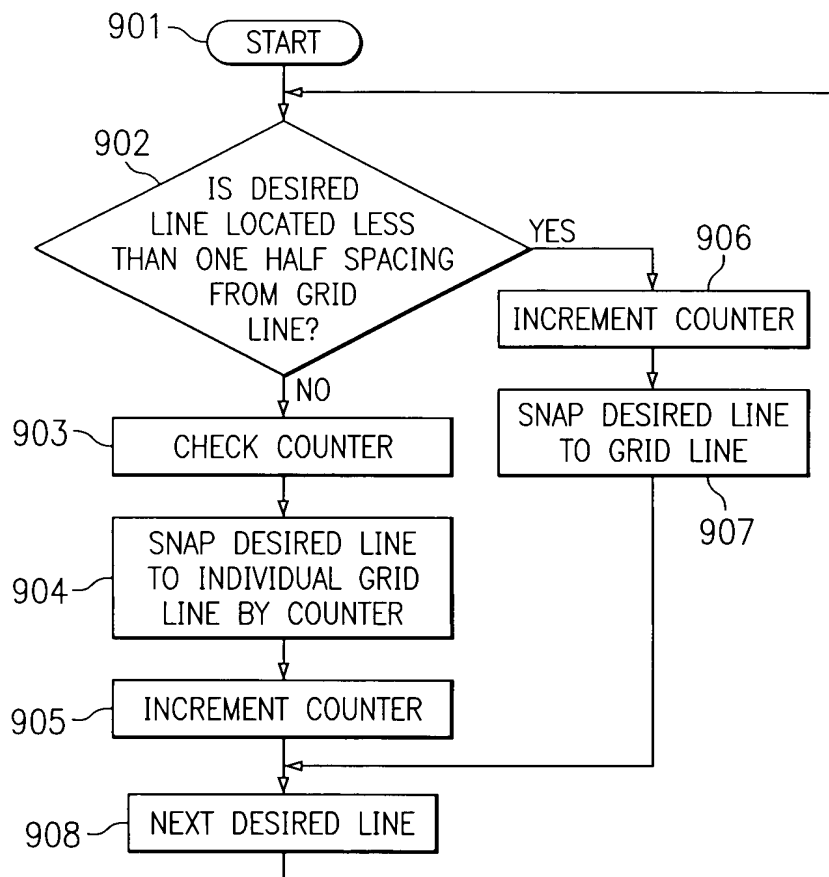 901
START
902
IS DESIRED
LINE LOCATED LESS
THAN ONE HALF SPACING
FROM GRID
LINE?
YES
906
INCREMENT COUNTER
NO
903
CHECK COUNTER
SNAP DESIRED LINE
TO GRID LINE
907
904
SNAP DESIRED LINE
TO INDIVIDUAL GRID
LINE BY COUNTER
905
INCREMENT COUNTER
908
NEXT DESIRED LINE